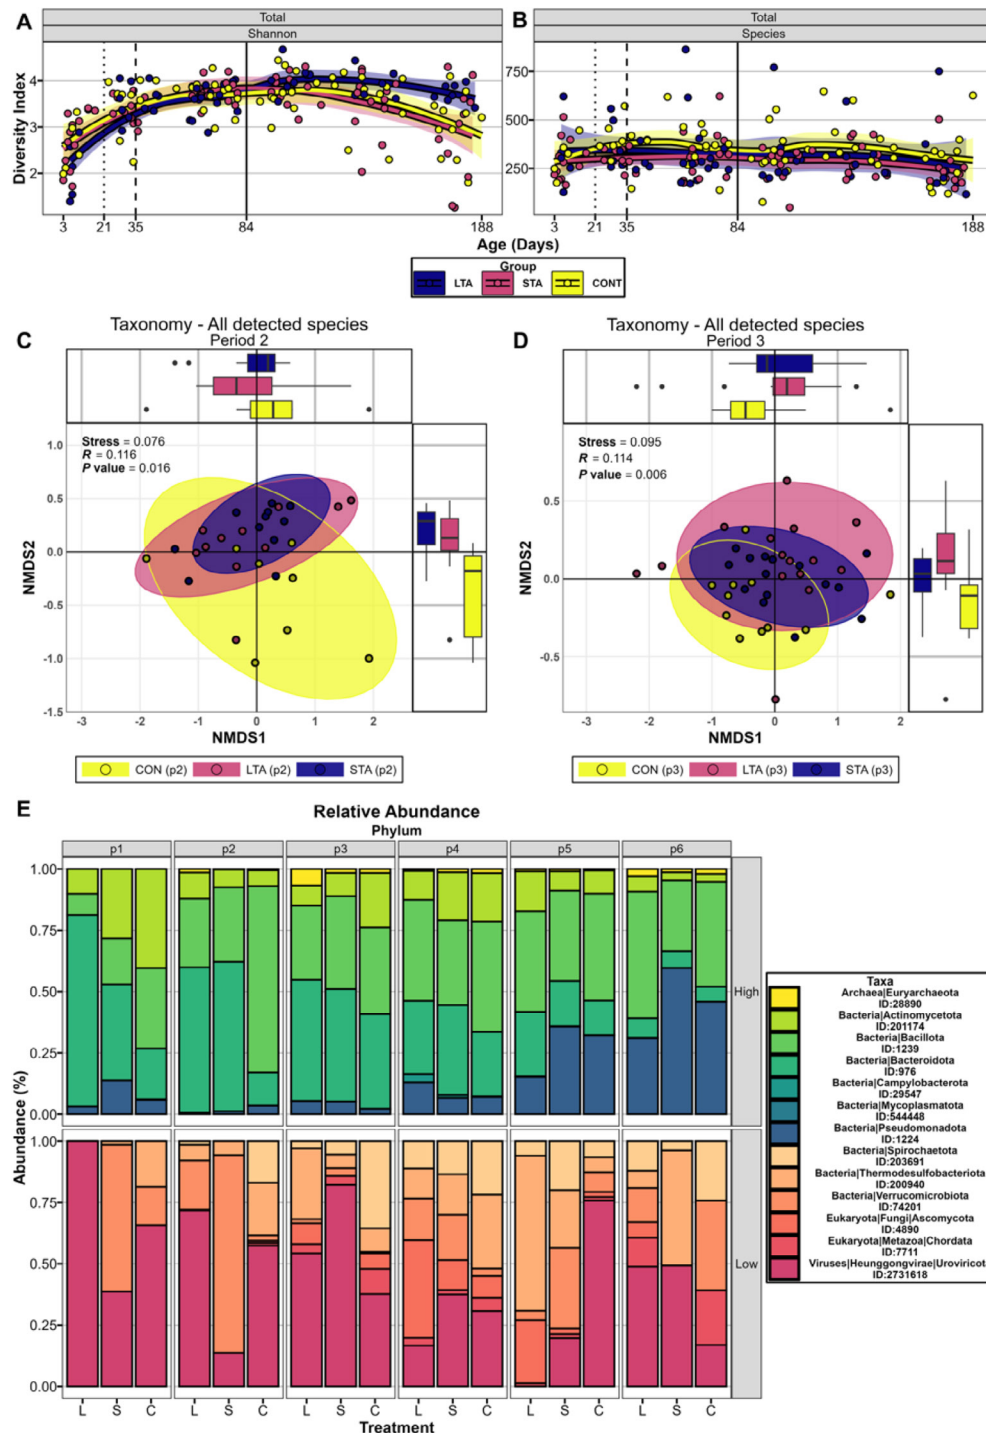 A
Total
Shannon
Diversity Index
4
3
2
3 21 35 84 188
B
Total
Species
750
500
250
3 21 35 84 188
Age (Days)
Group
LTA STA CONT
C
Taxonomy - All detected species
Period 2
Stress = 0.076
R = 0.116
P value = 0.016
NMDS2
1.0
0.5
0.0
-0.5
-1.0
-1.5
-3 -2 -1 0 1 2
NMDS1
CON (p2) LTA (p2) STA (p2)
D
Taxonomy - All detected species
Period 3
Stress = 0.095
R = 0.114
P value = 0.006
NMDS2
0.5
0.0
-0.5
-3 -2 -1 0 1 2
NMDS1
CON (p3) LTA (p3) STA (p3)
E
Relative Abundance
Phylum
p1 p2 p3 p4 p5 p6
Abundance (%)
1.00
0.75
0.50
0.25
0.00
High
1.00
0.75
0.50
0.25
0.00
Low
L S C L S C L S C L S C L S C L S C
Treatment
Taxa
Archaea|Euryarchaeota
ID:28890
Bacteria|Actinomycetota
ID:201174
Bacteria|Bacillota
ID:1239
Bacteria|Bacteroidota
ID:976
Bacteria|Campylobacterota
ID:29547
Bacteria|Mycoplasmatota
ID:544448
Bacteria|Pseudomonadota
ID:1224
Bacteria|Spirochaetota
ID:203691
Bacteria|Thermodesulfobacteriota
ID:200940
Bacteria|Verrucomicrobiota
ID:74201
Eukaryota|Fungi|Ascomycota
ID:4890
Eukaryota|Metazoa|Chordata
ID:7711
Viruses|Heunggongvirae|Uroviricota
ID:2731618